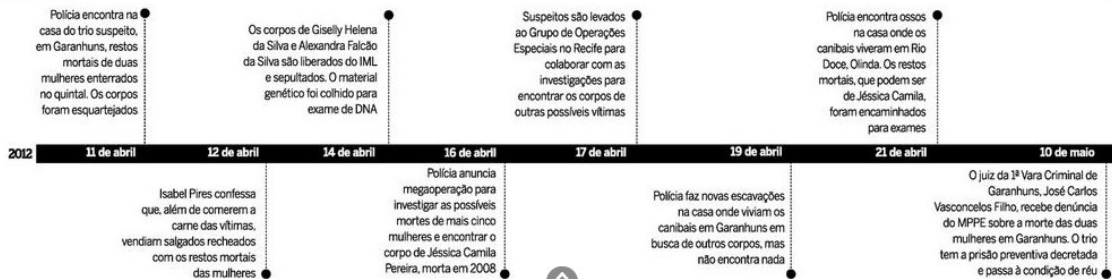 Polícia encontra na
casa do trio suspeito,
em Garanhuns, restos
mortais de duas
mulheres enterrados
no quintal. Os corpos
foram esquartejados
Os corpos de Giselly Helena
da Silva e Alexandra Falcão
da Silva são liberados do IML
e sepultados. O material
genético foi colhido para
exame de DNA
Suspeitos são levados
ao Grupo de Operações
Especiais no Recife para
colaborar com as
investigações para
encontrar os corpos de
outras possíveis vítimas
Polícia encontra ossos
na casa onde os
canibais viveram em Rio
Doce, Olinda. Os restos
mortais, que podem ser
de Jéssica Camila,
foram encaminhados
para exames
2012 11 de abril 12 de abril 14 de abril 16 de abril 17 de abril 19 de abril 21 de abril 10 de maio
Isabel Pires confessa
que, além de comerem a
carne das vítimas,
vendiam salgados recheados
com os restos mortais
das mulheres
Polícia anuncia
megaoperação para
investigar as possíveis
mortes de mais cinco
mulheres e encontrar o
corpo de Jéssica Camila
Pereira, morta em 2008
Polícia faz novas escavações
na casa onde viviam os
canibais em Garanhuns em
busca de outros corpos, mas
não encontra nada
O juiz da 1ª Vara Criminal de
Garanhuns, José Carlos
Vasconcelos Filho, recebe denúncia
do MPPE sobre a morte das duas
mulheres em Garanhuns. O trio
tem a prisão preventiva decretada
e passa à condição de réu